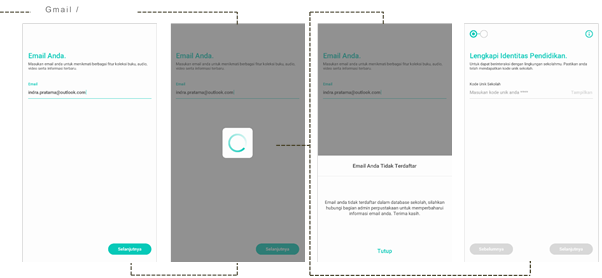 Gmail /
Email Anda.
Masukan email anda untuk menikmati berbagai fitur koleksi buku, audio, video serta informasi terbaru.
Email
indra.pratama@outlook.com
Selanjutnya
Email Anda.
Masukan email anda untuk menikmati berbagai fitur koleksi buku, audio, video serta informasi terbaru.
Email
indra.pratama@outlook.com
Selanjutnya
Email Anda.
Masukan email anda untuk menikmati berbagai fitur koleksi buku, audio, video serta informasi terbaru.
Email
indra.pratama@outlook.com
Email Anda Tidak Terdaftar
Email anda tidak terdaftar dalam database sekolah, silahkan
hubungi bagian admin perpustakaan untuk memperbaharui
informasi email anda. Terima kasih.
Tutup
Lengkapi Identitas Pendidikan.
Untuk dapat berinteraksi dengan lingkungan sekolahmu. Pastikan anda
telah mendapatkan kode unik sekolah.
Kode Unik Sekolah
Masukan kode unik anda ****
Tampilkan
Sebelumnya
Selanjutnya